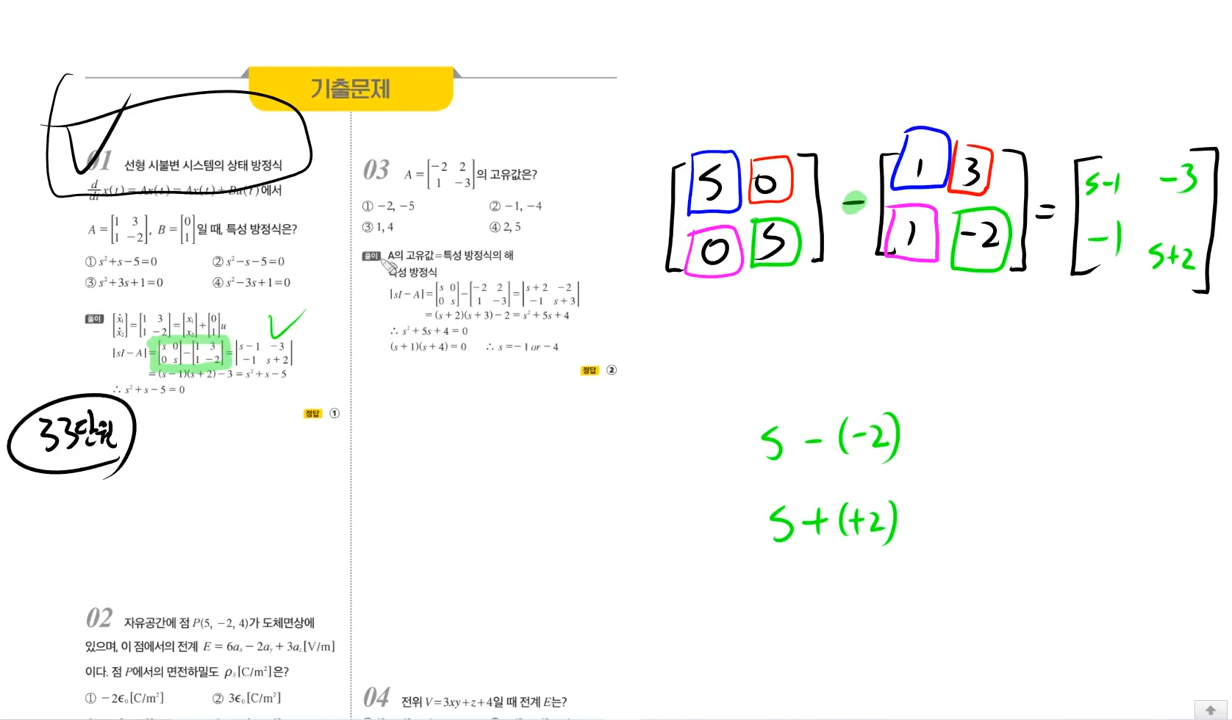 기출문제
01 선형 시불변 시스템의 상태 방정식
d/dt x(t) = Ax(t) = Ax(t) + Bu(t)에서
A = [1 3; 1 −2], B = [0; 1]일 때, 특성 방정식은?
① s²+s−5=0 ② s²−s−5=0
③ s²+3s+1=0 ④ s²−3s+1=0
풀이 [ẋ₁; ẋ₂] = [1 3; 1 −2] = [x₁; x₂] + [0; 1]u
|sI−A| = [s 0; 0 s] − [1 3; 1 −2] = |s−1 −3; −1 s+2|
= (s−1)(s+2)−3 = s²+s−5
∴ s²+s−5=0
정답 ①
33단원
02 자유공간에 점 P(5, −2, 4)가 도체면상에
있으며, 이 점에서의 전계 E = 6aₓ − 2aᵧ + 3a_z[V/m]
이다. 점 P에서의 면전하밀도 ρₛ[C/m²]은?
① −2ϵ₀[C/m²] ② 3ϵ₀[C/m²]
03 A = [−2 2; 1 −3]의 고유값은?
① −2, −5 ② −1, −4
③ 1, 4 ④ 2, 5
풀이 A의 고유값=특성 방정식의 해
특성 방정식
|sI−A| = [s 0; 0 s] − [−2 2; 1 −3] = |s+2 −2; −1 s+3|
= (s+2)(s+3)−2 = s²+5s+4
∴ s²+5s+4=0
(s+1)(s+4)=0 ∴ s=−1 or −4
정답 ②
04 전위 V=3xy+z+4일 때 전계 E는?
[S 0; 0 S] − [1 3; 1 −2] = [s−1 −3; −1 s+2]
S − (−2)
S + (+2)